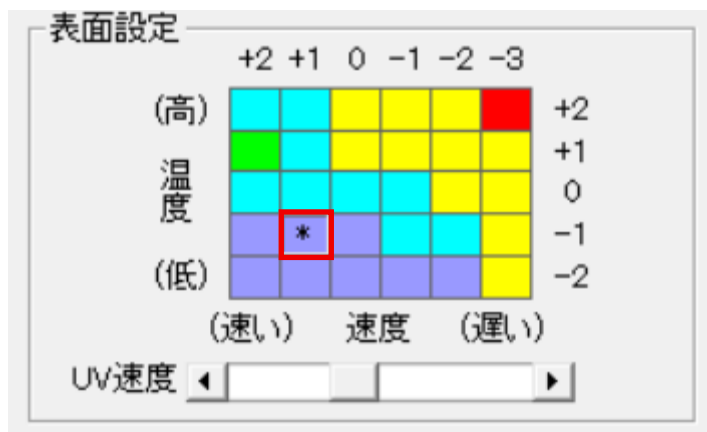 表面設定
+2 +1 0 -1 -2 -3
(高) +2
+1
温度 0
* -1
(低) -2
(速い) 速度 (遅い)
UV速度